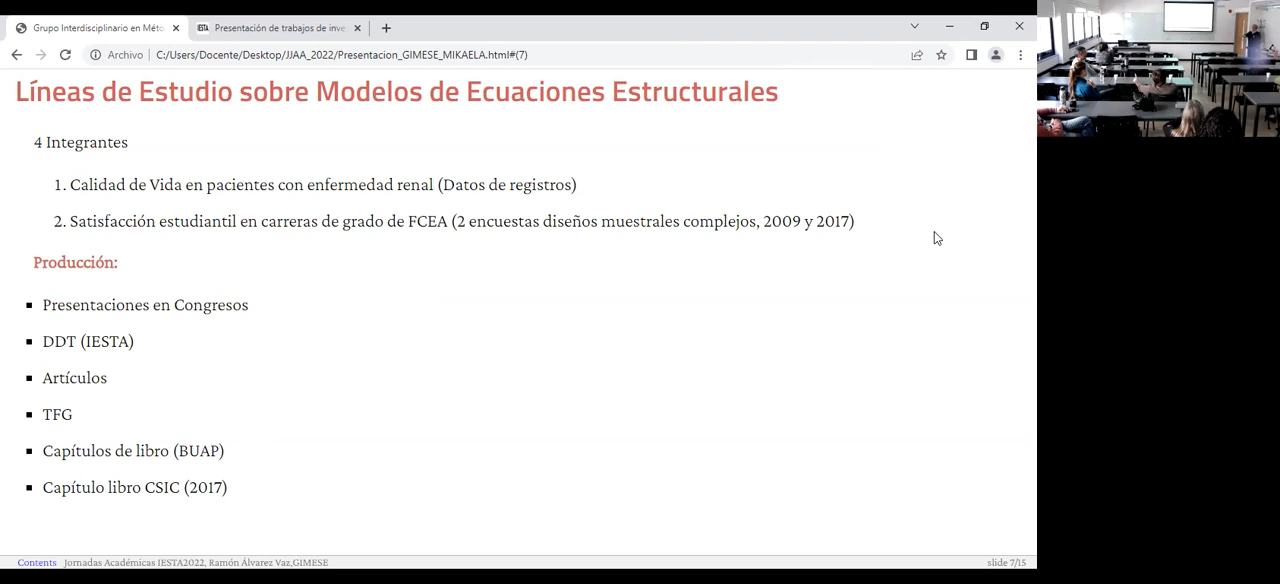 Grupo Interdisciplinario en Méto
Presentación de trabajos de inve
Archivo
C:/Users/Docente/Desktop/JJAA_2022/Presentacion_GIMESE_MIKAELA.html#(7)
Líneas de Estudio sobre Modelos de Ecuaciones Estructurales
4 Integrantes
1. Calidad de Vida en pacientes con enfermedad renal (Datos de registros)
2. Satisfacción estudiantil en carreras de grado de FCEA (2 encuestas diseños muestrales complejos, 2009 y 2017)
Producción:
▪ Presentaciones en Congresos
▪ DDT (IESTA)
▪ Artículos
▪ TFG
▪ Capítulos de libro (BUAP)
▪ Capítulo libro CSIC (2017)
Contents Jornadas Académicas IESTA2022, Ramón Álvarez Vaz,GIMESE slide 7/15